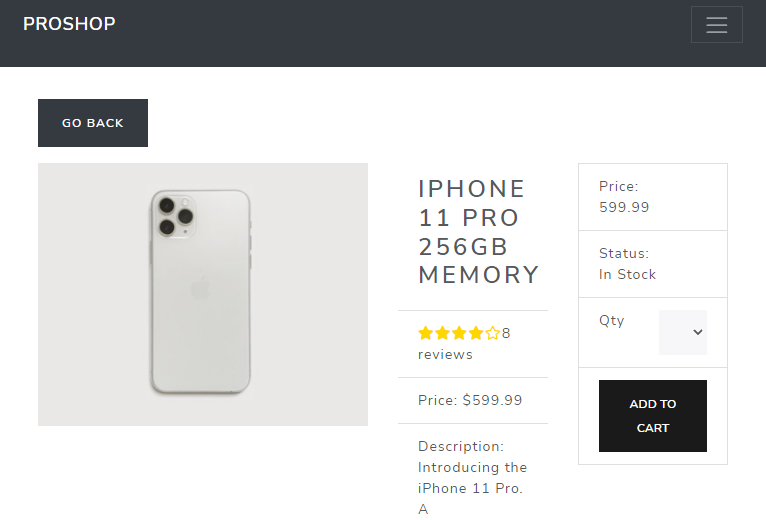 PROSHOP
GO BACK
IPHONE
11 PRO
256GB
MEMORY
8
reviews
Price: $599.99
Description:
Introducing the
iPhone 11 Pro.
A
Price:
599.99
Status:
In Stock
Qty
ADD TO
CART